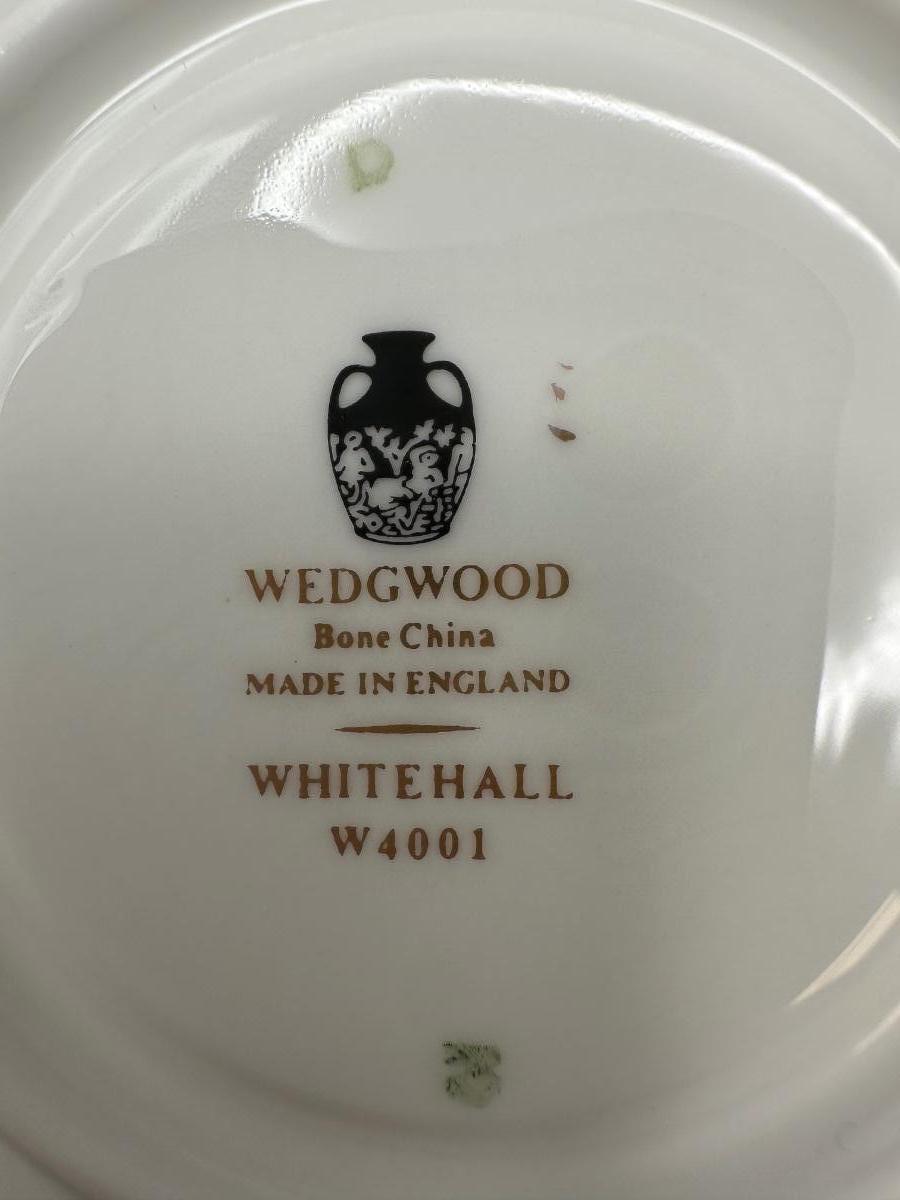 WEDGWOOD
Bone China
MADE IN ENGLAND
WHITEHALL
W4001